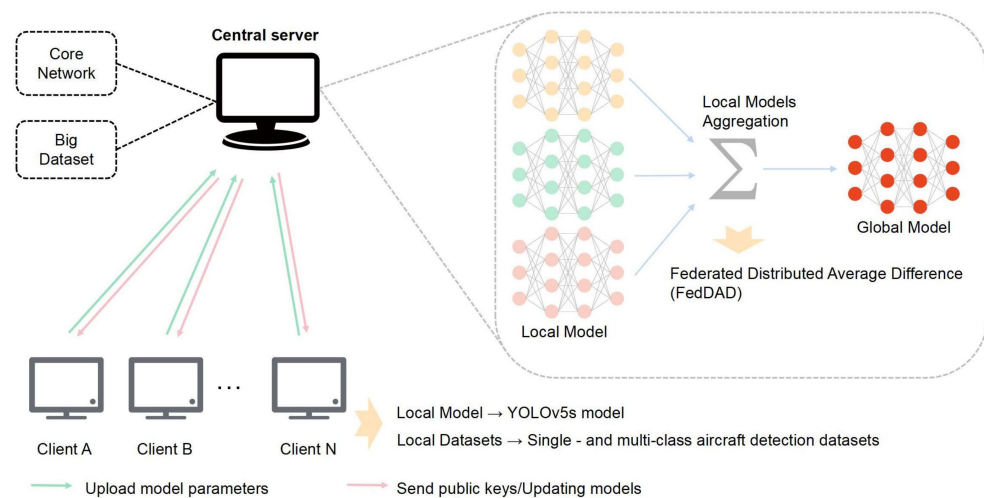 Central server
Core
Network
Big
Dataset
Local Models
Aggregation
Σ
Global Model
Federated Distributed Average Difference
(FedDAD)
Local Model
Client A
Client B
...
Client N
Local Model → YOLOv5s model
Local Datasets → Single - and multi-class aircraft detection datasets
Upload model parameters
Send public keys/Updating models